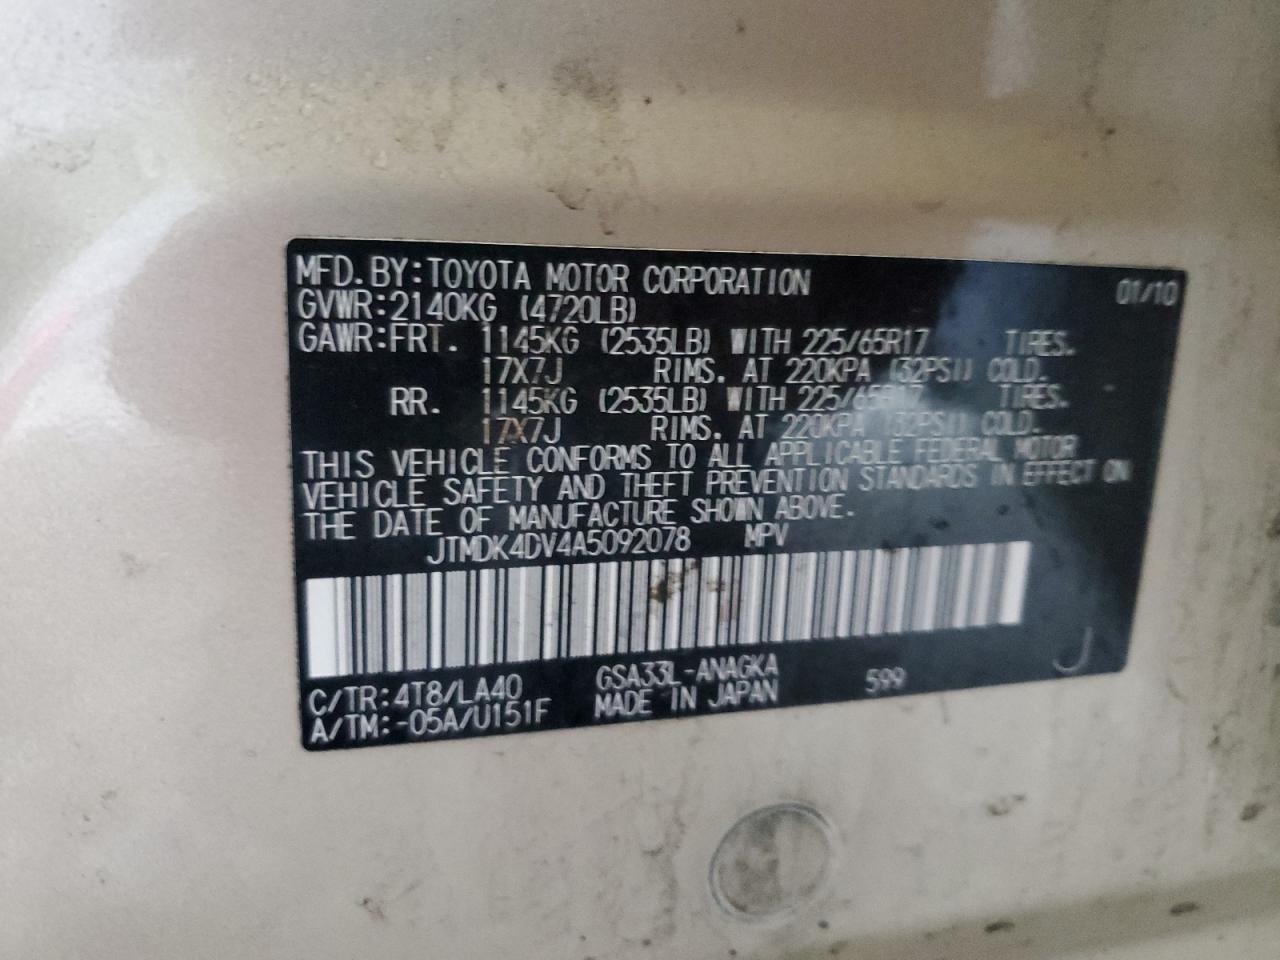 MFD. BY:TOYOTA MOTOR CORPORATION 01/10
GVWR:2140KG (4720LB)
GAWR:FRT. 1145KG (2535LB) WITH 225/65R17 TIRES.
17X7J RIMS. AT 220KPA (32PSI) COLD.
RR. 1145KG (2535LB) WITH 225/65R17 TIRES.
17X7J RIMS. AT 220KPA (32PSI) COLD.
THIS VEHICLE CONFORMS TO ALL APPLICABLE FEDERAL MOTOR
VEHICLE SAFETY AND THEFT PREVENTION STANDARDS IN EFFECT ON
THE DATE OF MANUFACTURE SHOWN ABOVE.
JTMDK4DV4A5092078 MPV
C/TR:4T8/LA40 GSA33L-ANAGKA 599 J
A/TM:-05A/U151F MADE IN JAPAN